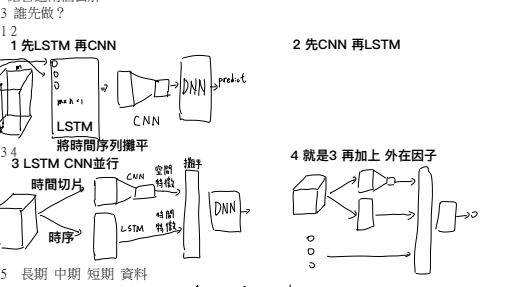 3 誰先做？
1 2
1 先LSTM 再CNN
2 先CNN 再LSTM
m
m×n×1
LSTM
CNN
DNN
predict
將時間序列攤平
3 4
3 LSTM CNN並行
4 就是3 再加上 外在因子
時間切片
CNN
空間
特徵
攤平
時序
LSTM
時間
特徵
DNN
5 長期 中期 短期 資料